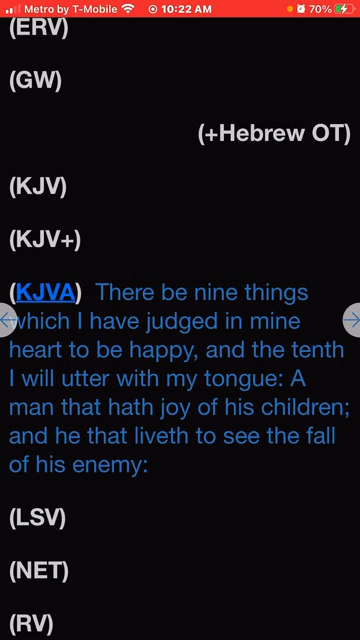 Metro by T-Mobile 10:22 AM 70%
(ERV)
(GW)
(+Hebrew OT)
(KJV)
(KJV+)
(KJVA) There be nine things
which I have judged in mine
heart to be happy, and the tenth
I will utter with my tongue: A
man that hath joy of his children;
and he that liveth to see the fall
of his enemy:
(LSV)
(NET)
(RV)